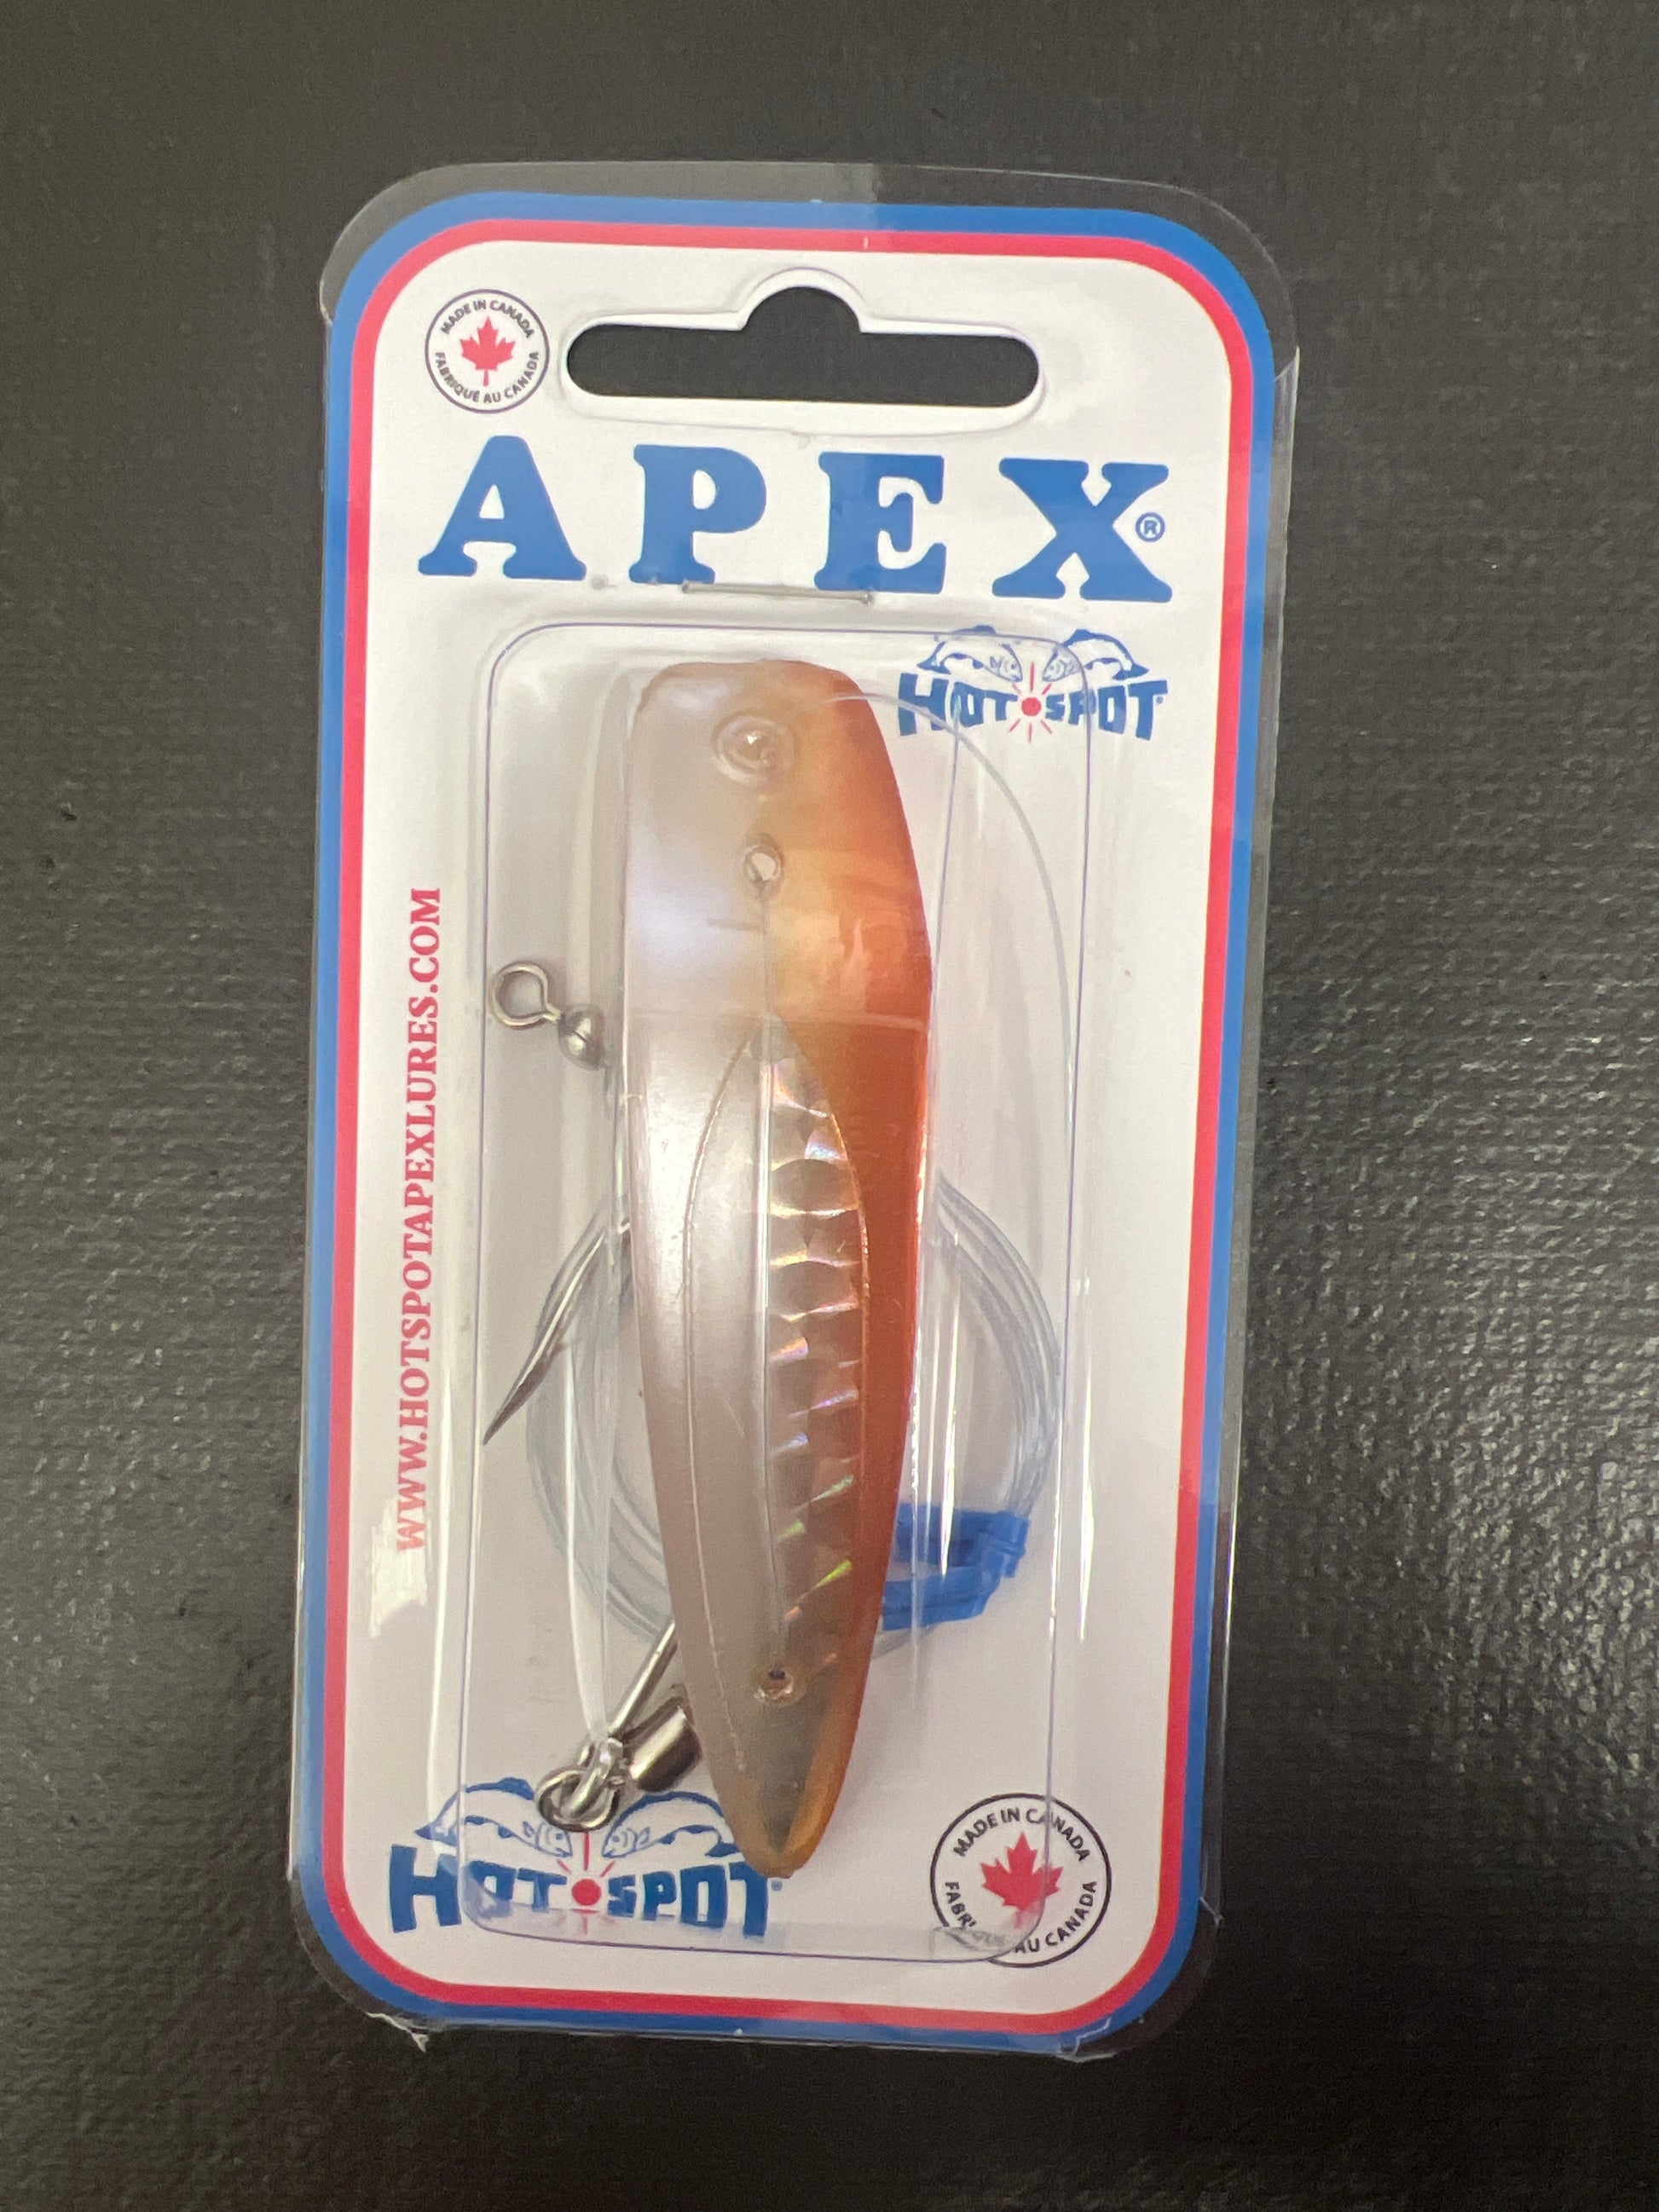 MADE IN CANADA
FABRIQUÉ AU CANADA
APEX®
HOT SPOT
WWW.HOTSPOTAPEXLURES.COM
HOT SPOT
MADE IN CANADA
AU CANADA